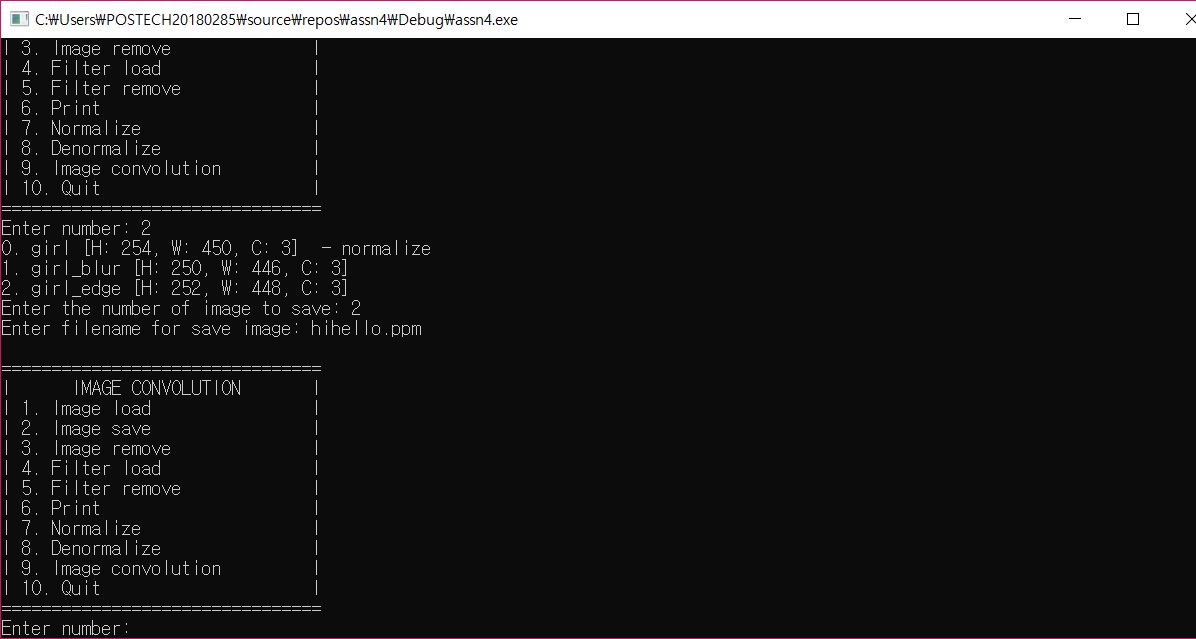 C:₩Users₩POSTECH20180285₩source₩repos₩assn4₩Debug₩assn4.exe
| 3. Image remove |
| 4. Filter load |
| 5. Filter remove |
| 6. Print |
| 7. Normalize |
| 8. Denormalize |
| 9. Image convolution |
| 10. Quit |
================================
Enter number: 2
0. girl [H: 254, W: 450, C: 3]  - normalize
1. girl_blur [H: 250, W: 446, C: 3]
2. girl_edge [H: 252, W: 448, C: 3]
Enter the number of image to save: 2
Enter filename for save image: hihello.ppm
================================
| IMAGE CONVOLUTION |
| 1. Image load |
| 2. Image save |
| 3. Image remove |
| 4. Filter load |
| 5. Filter remove |
| 6. Print |
| 7. Normalize |
| 8. Denormalize |
| 9. Image convolution |
| 10. Quit |
================================
Enter number: